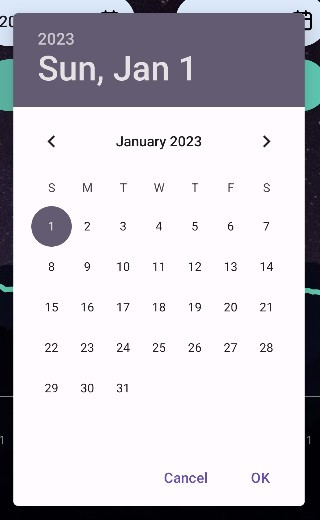 2023
Sun, Jan 1
January 2023
S M T W T F S
1 2 3 4 5 6 7
8 9 10 11 12 13 14
15 16 17 18 19 20 21
22 23 24 25 26 27 28
29 30 31
Cancel OK